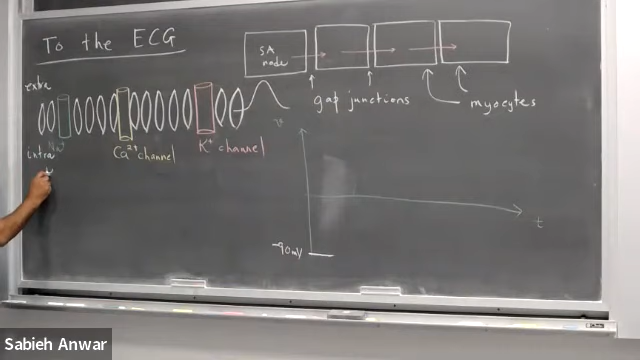 To the ECG
SA
node
extra
gap junctions
myocytes
v
intra
Na+
Ca2+ channel
K+ channel
-90mV
t
Sabieh Anwar